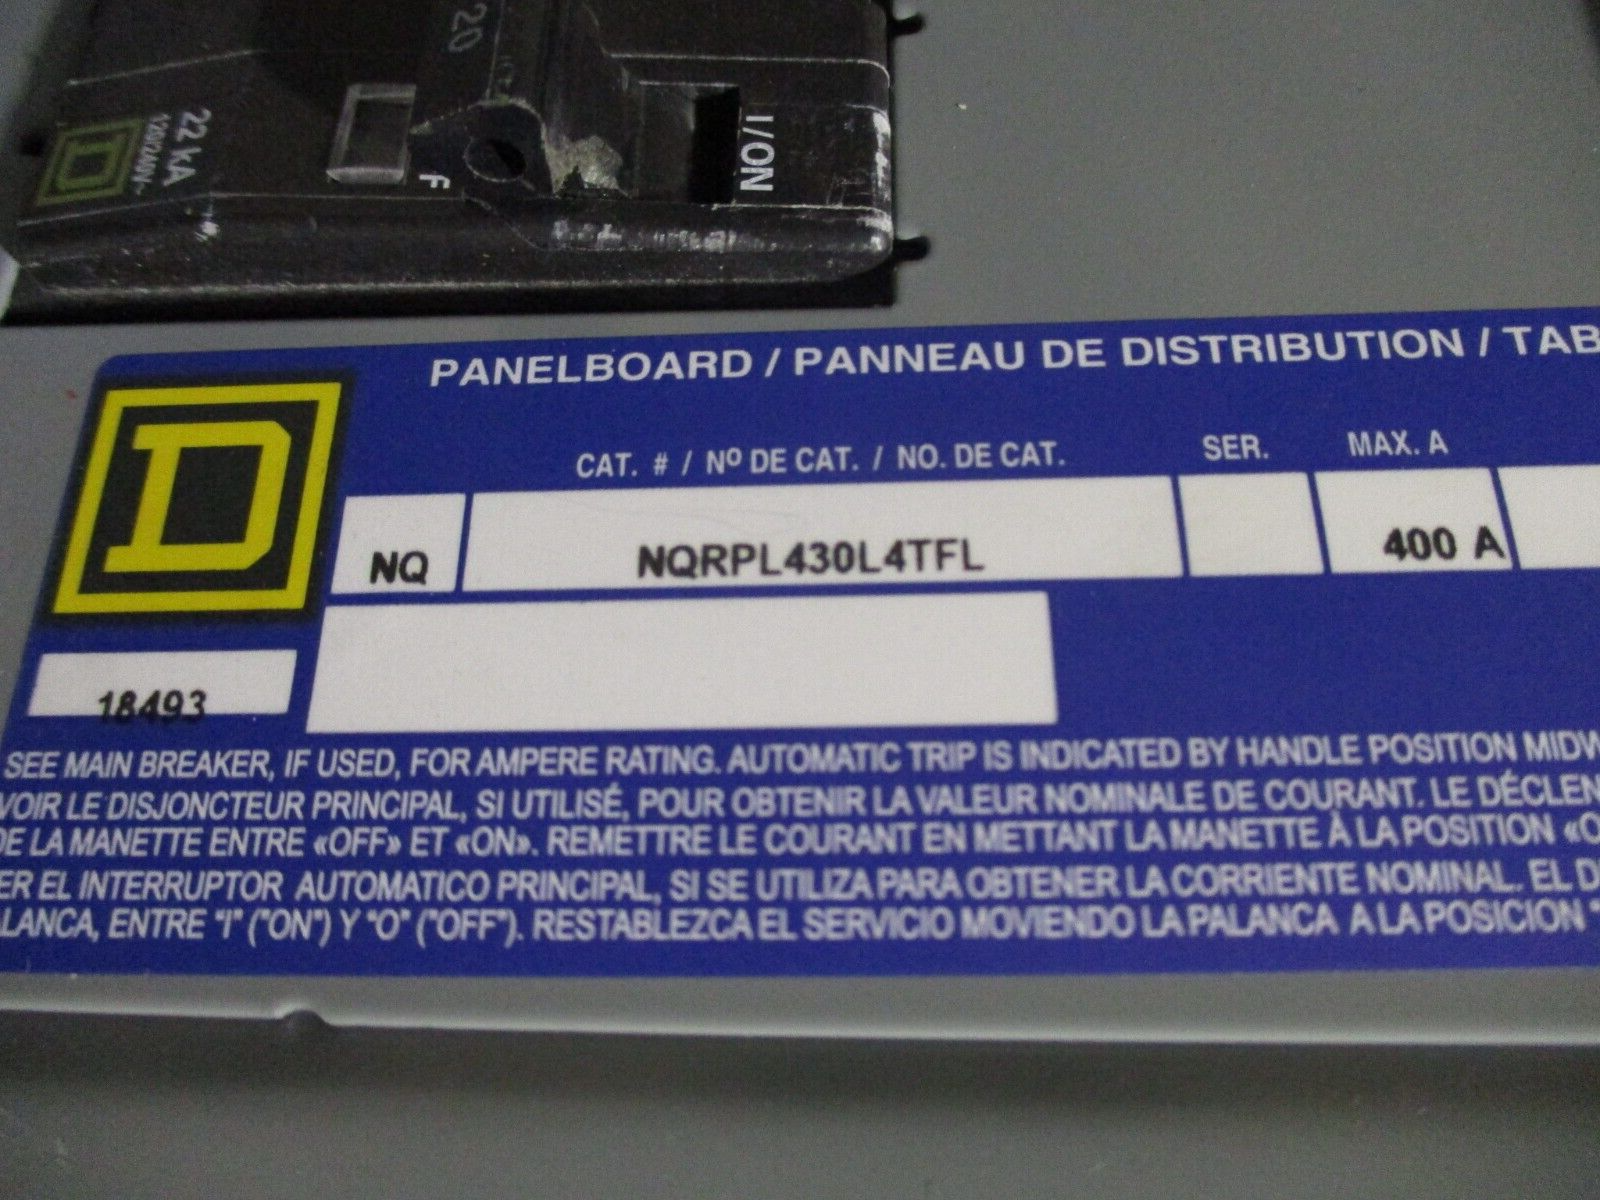 20
22 kA
120/240V~
D
F
I/ON
PANELBOARD / PANNEAU DE DISTRIBUTION / TAB
D
CAT. # / Nº DE CAT. / NO. DE CAT.
SER.
MAX. A
NQ
NQRPL430L4TFL
400 A
18493
SEE MAIN BREAKER, IF USED, FOR AMPERE RATING. AUTOMATIC TRIP IS INDICATED BY HANDLE POSITION MIDW
VOIR LE DISJONCTEUR PRINCIPAL, SI UTILISÉ, POUR OBTENIR LA VALEUR NOMINALE DE COURANT. LE DÉCLEN
DE LA MANETTE ENTRE «OFF» ET «ON». REMETTRE LE COURANT EN METTANT LA MANETTE À LA POSITION «O
ER EL INTERRUPTOR AUTOMATICO PRINCIPAL, SI SE UTILIZA PARA OBTENER LA CORRIENTE NOMINAL. EL D
LANCA, ENTRE "I" ("ON") Y "O" ("OFF"). RESTABLEZCA EL SERVICIO MOVIENDO LA PALANCA A LA POSICION "